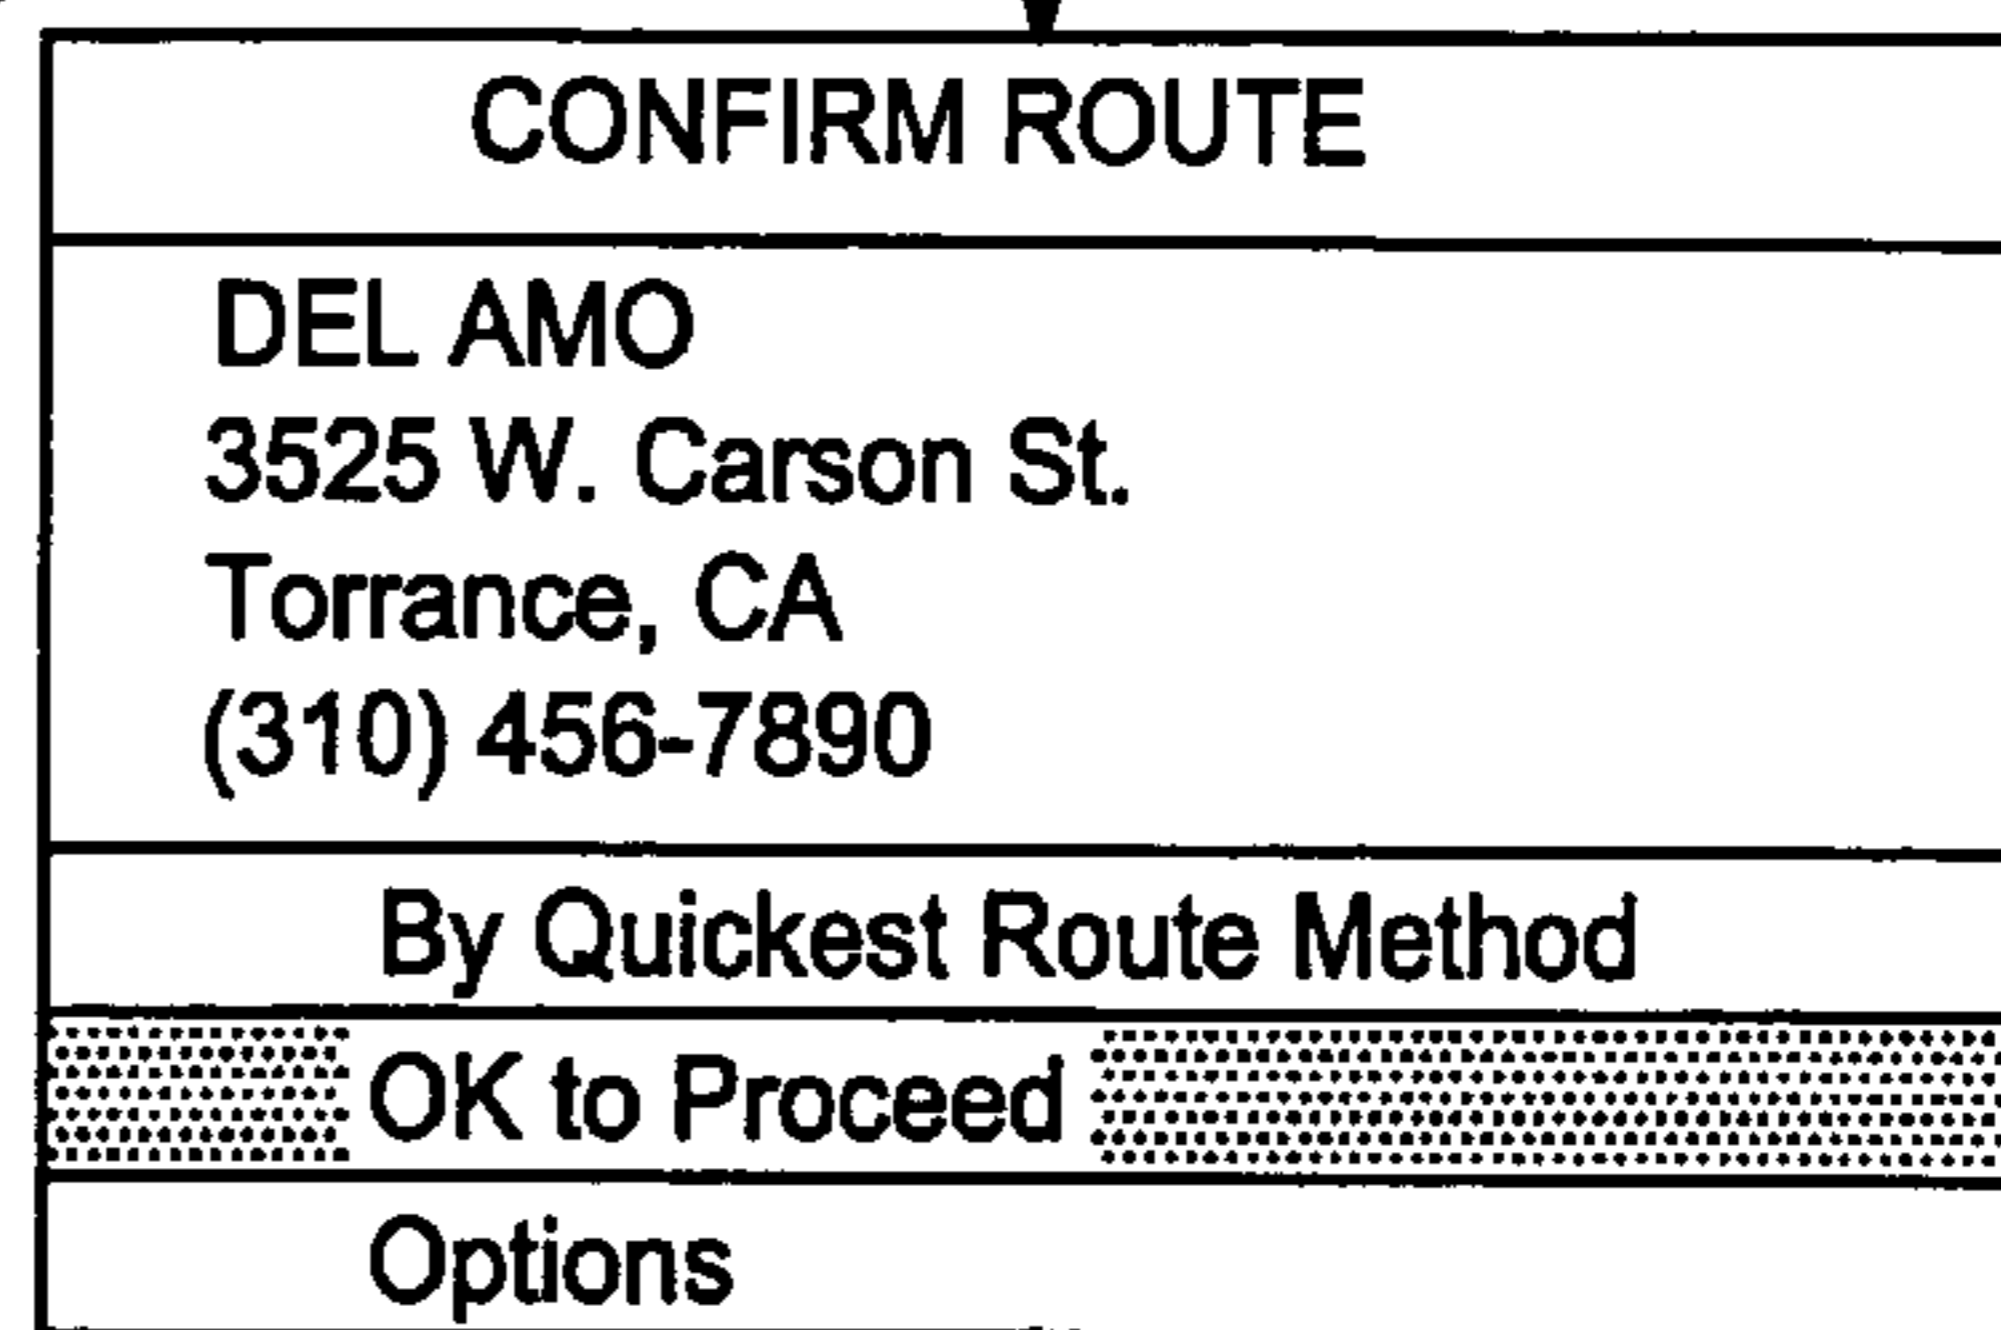 CONFIRM ROUTE
DEL AMO
3525 W. Carson St.
Torrance, CA
(310) 456-7890
By Quickest Route Method
OK to Proceed
Options